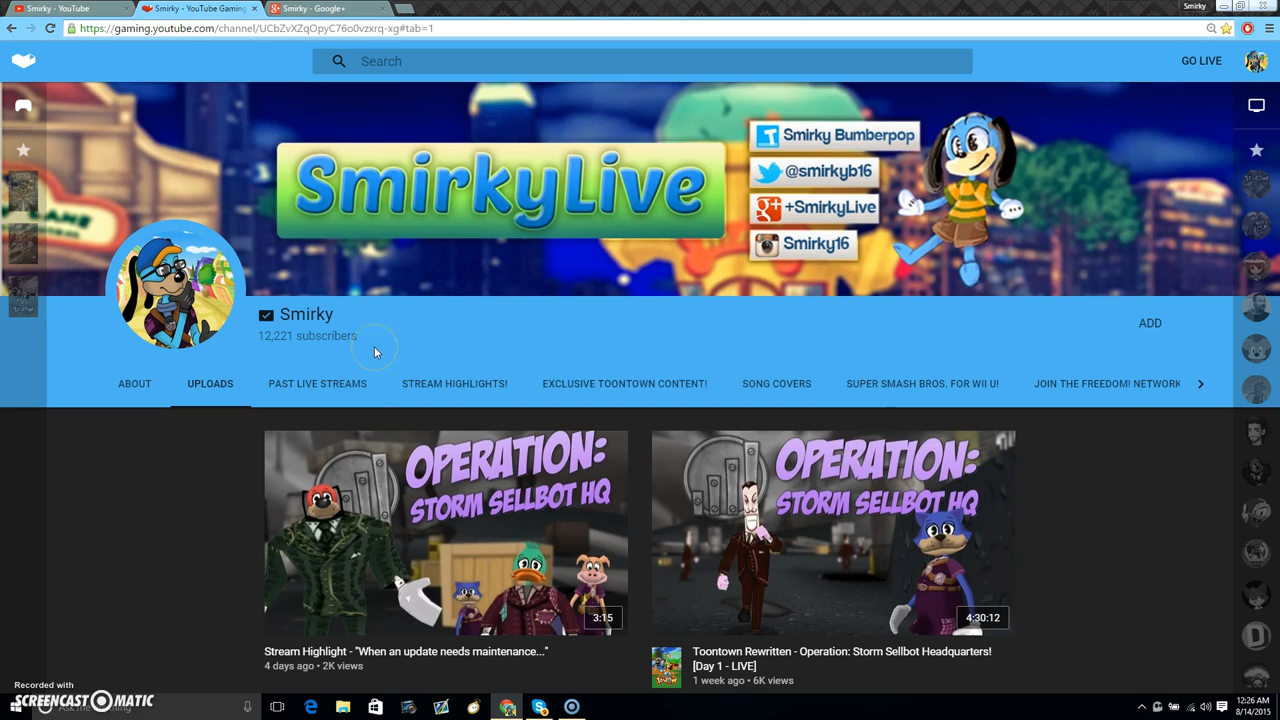 Smirky - YouTube
Smirky - YouTube Gaming
Smirky - Google+
Smirky
https://gaming.youtube.com/channel/UCbZvXZqOpyC76o0vzxrq-xg#tab=1
Search
GO LIVE
SmirkyLive
Smirky Bumberpop
@smirkyb16
+SmirkyLive
Smirky16
Smirky
12,221 subscribers
ADD
ABOUT
UPLOADS
PAST LIVE STREAMS
STREAM HIGHLIGHTS!
EXCLUSIVE TOONTOWN CONTENT!
SONG COVERS
SUPER SMASH BROS. FOR WII U!
JOIN THE FREEDOM! NETWORK
OPERATION:
STORM SELLBOT HQ
3:15
OPERATION:
STORM SELLBOT HQ
4:30:12
Stream Highlight - "When an update needs maintenance..."
4 days ago • 2K views
Toontown Rewritten - Operation: Storm Sellbot Headquarters!
[Day 1 - LIVE]
1 week ago • 6K views
Recorded with
SCREENCAST MATIC
12:26 AM
8/14/2015